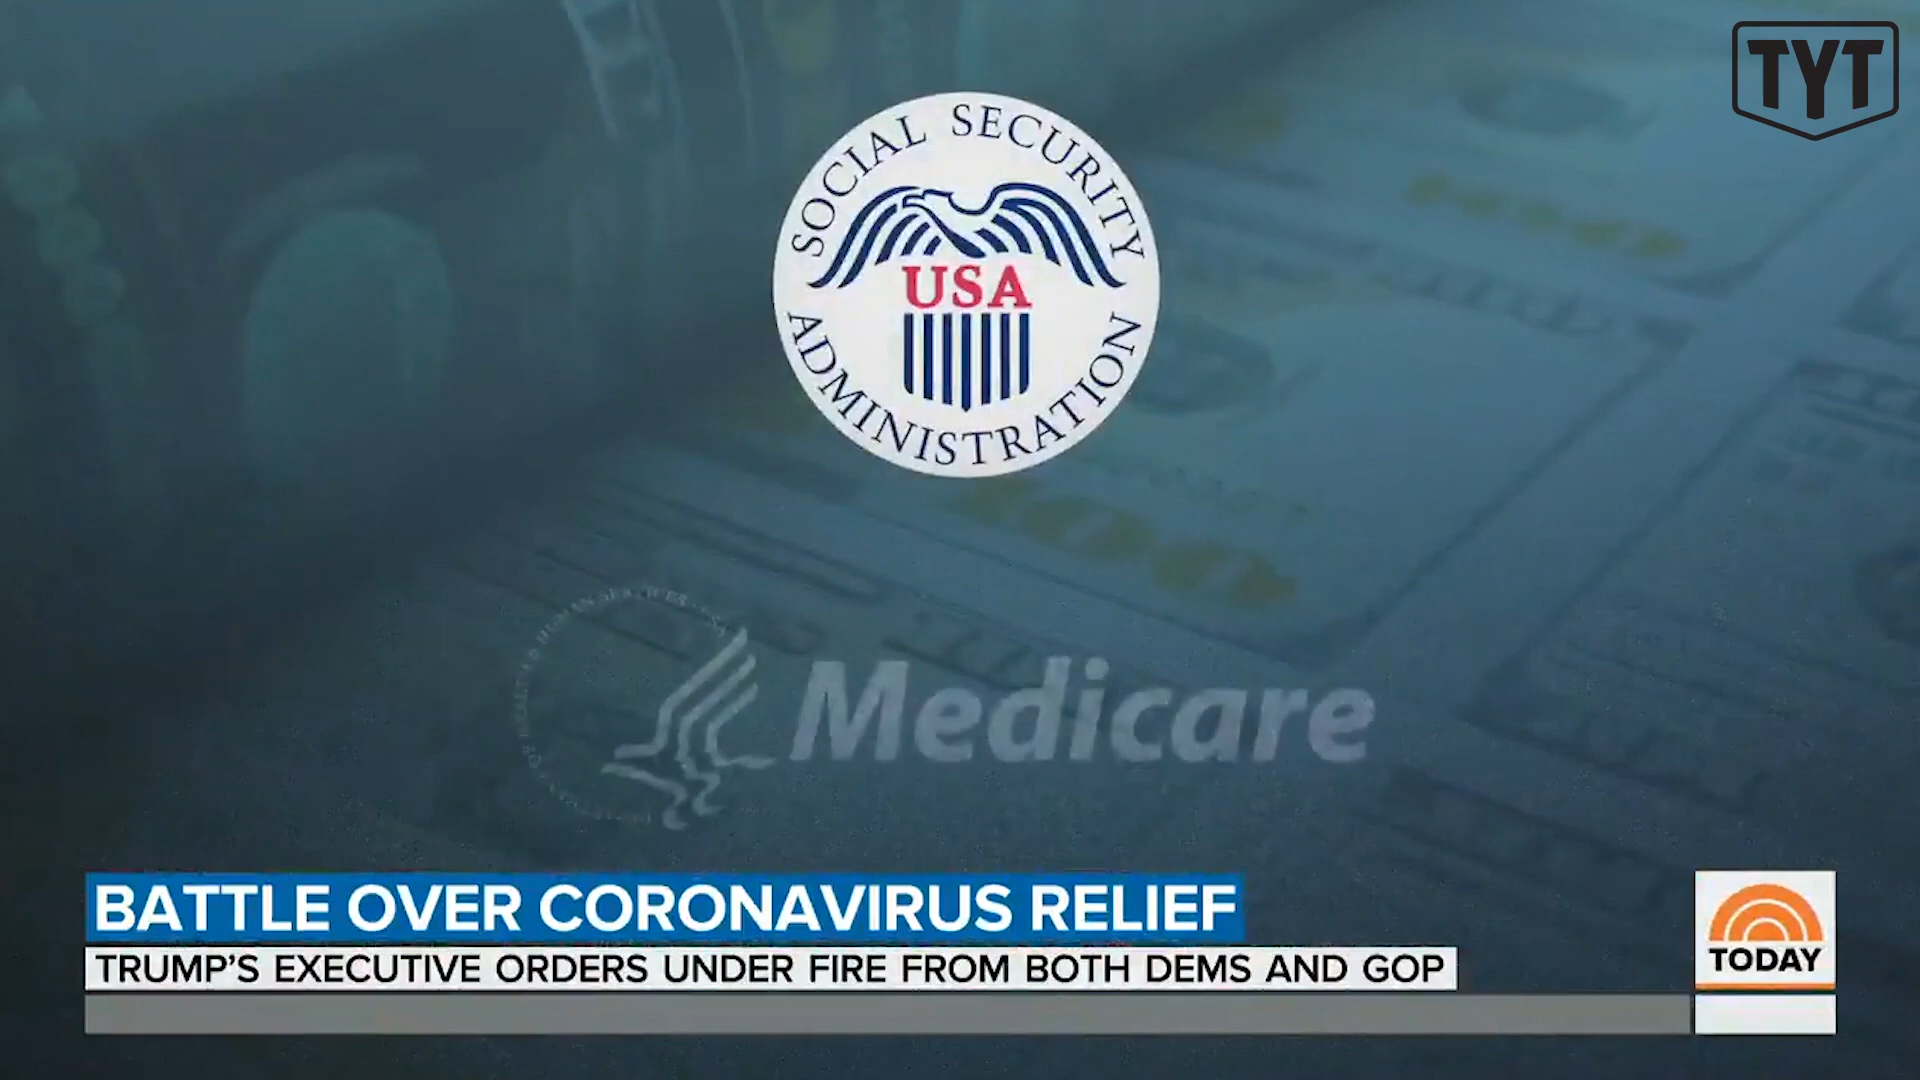 TYT
SOCIAL SECURITY
USA
ADMINISTRATION
Medicare
BATTLE OVER CORONAVIRUS RELIEF
TRUMP'S EXECUTIVE ORDERS UNDER FIRE FROM BOTH DEMS AND GOP
TODAY